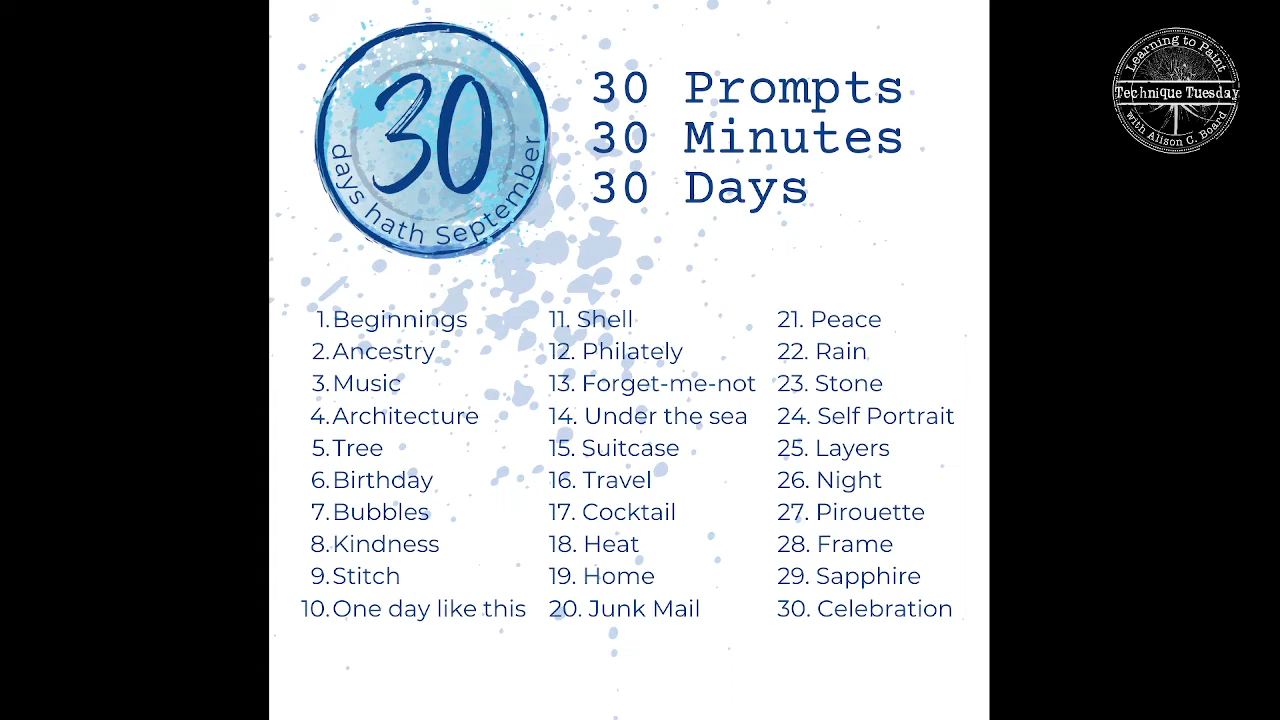 30
days hath September
30 Prompts
30 Minutes
30 Days
1. Beginnings
2. Ancestry
3. Music
4. Architecture
5. Tree
6. Birthday
7. Bubbles
8. Kindness
9. Stitch
10. One day like this
11. Shell
12. Philately
13. Forget-me-not
14. Under the sea
15. Suitcase
16. Travel
17. Cocktail
18. Heat
19. Home
20. Junk Mail
21. Peace
22. Rain
23. Stone
24. Self Portrait
25. Layers
26. Night
27. Pirouette
28. Frame
29. Sapphire
30. Celebration
Learning to Paint
Technique Tuesday
with Alison C. Board